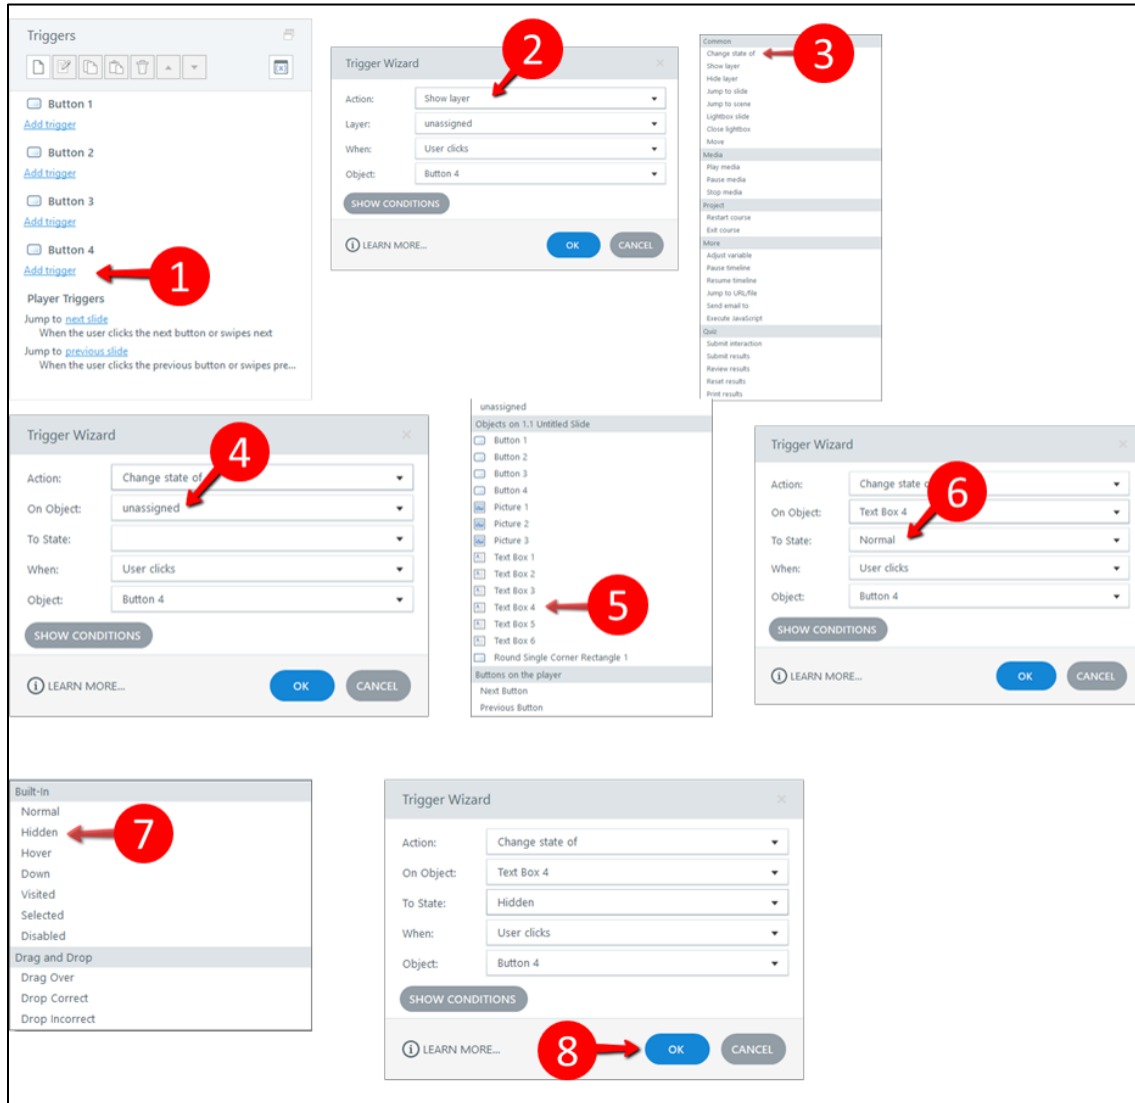 Triggers
Button 1
Add trigger
Button 2
Add trigger
Button 3
Add trigger
Button 4
Add trigger
1
Player Triggers
Jump to next slide
When the user clicks the next button or swipes next
Jump to previous slide
When the user clicks the previous button or swipes pre...
2
Trigger Wizard
Action: Show layer
Layer: unassigned
When: User clicks
Object: Button 4
SHOW CONDITIONS
LEARN MORE... OK CANCEL
Common
Change state of
3
Show layer
Hide layer
Jump to slide
Jump to scene
Lightbox slide
Close lightbox
Move
Media
Play media
Pause media
Stop media
Project
Restart course
Exit course
More
Adjust variable
Pause timeline
Resume timeline
Jump to URL/file
Send email to
Execute JavaScript
Quiz
Submit interaction
Submit results
Review results
Reset results
Print results
Trigger Wizard
4
Action: Change state of
On Object: unassigned
To State:
When: User clicks
Object: Button 4
SHOW CONDITIONS
LEARN MORE... OK CANCEL
unassigned
Objects on 1.1 Untitled Slide
Button 1
Button 2
Button 3
Button 4
Picture 1
Picture 2
Picture 3
Text Box 1
Text Box 2
Text Box 3
Text Box 4
5
Text Box 5
Text Box 6
Round Single Corner Rectangle 1
Buttons on the player
Next Button
Previous Button
Trigger Wizard
Action: Change state
6
On Object: Text Box 4
To State: Normal
When: User clicks
Object: Button 4
SHOW CONDITIONS
LEARN MORE... OK CANCEL
Built-In
Normal
Hidden
7
Hover
Down
Visited
Selected
Disabled
Drag and Drop
Drag Over
Drop Correct
Drop Incorrect
Trigger Wizard
Action: Change state of
On Object: Text Box 4
To State: Hidden
When: User clicks
Object: Button 4
SHOW CONDITIONS
LEARN MORE... 8 OK CANCEL